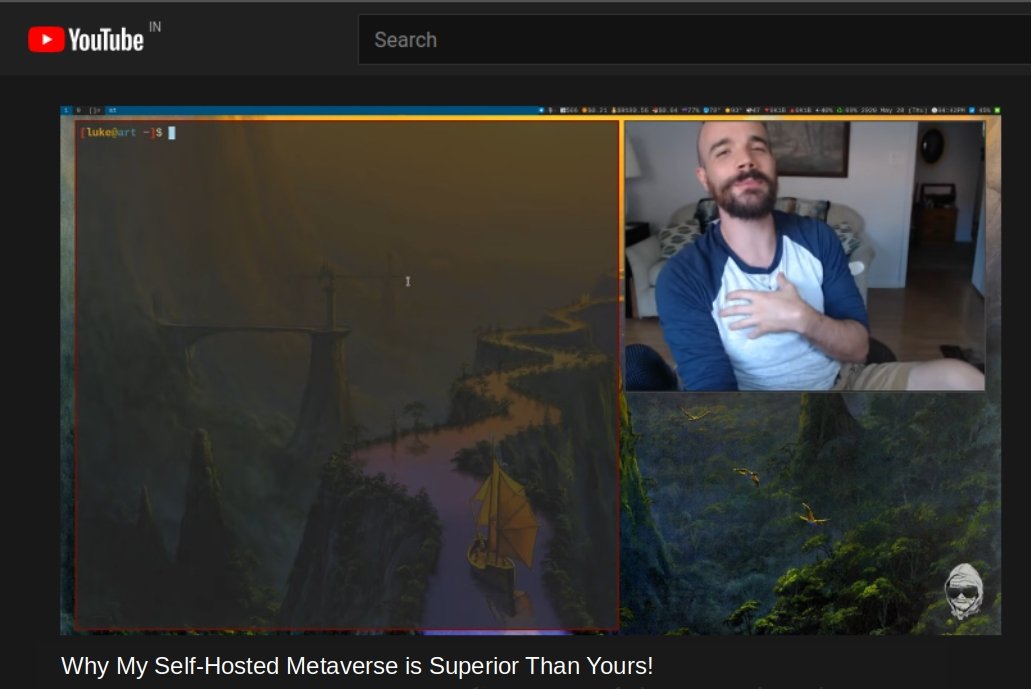 YouTube IN
Search
[luke@art ~]$
Why My Self-Hosted Metaverse is Superior Than Yours!